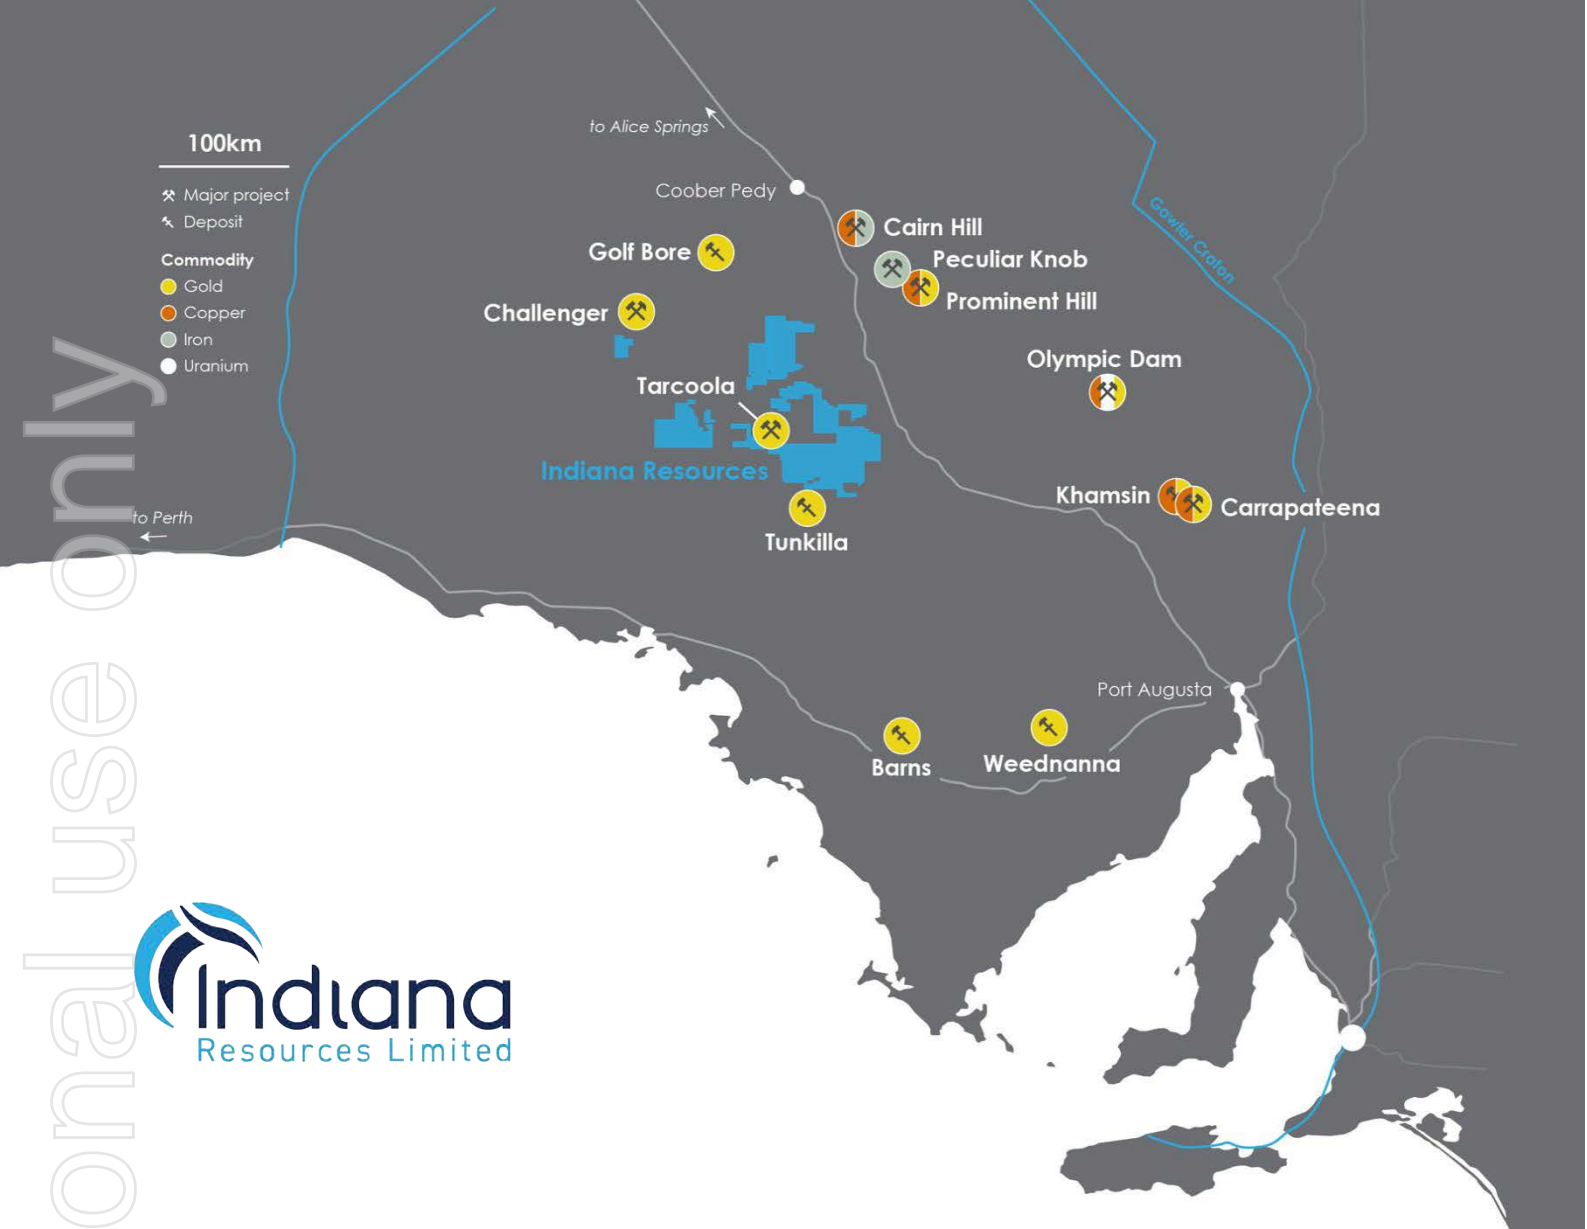 100km
Major project
Deposit
Commodity
Gold
Copper
Iron
Uranium
to Alice Springs
Coober Pedy
Cairn Hill
Golf Bore
Peculiar Knob
Prominent Hill
Challenger
Gawler Craton
Olympic Dam
Tarcoola
Indiana Resources
Khamsin
Carrapateena
to Perth
Tunkilla
Port Augusta
Barns
Weednanna
Indiana
Resources Limited
onal use only